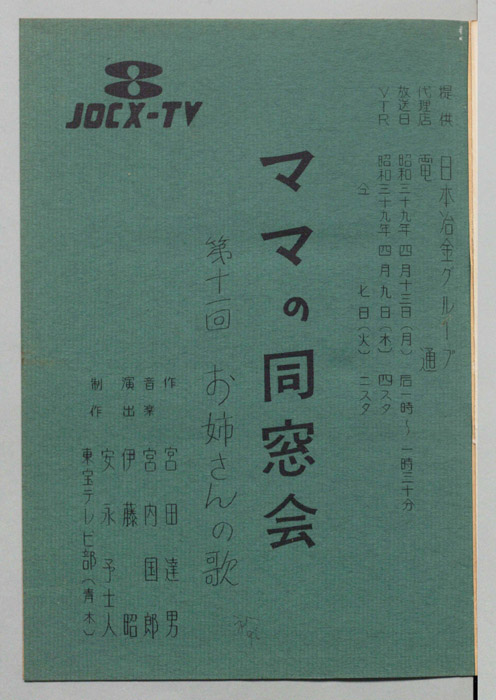 JOCX-TV
提供 日本冶金グループ
代理店 電通
放送日 昭和三十九年四月十三日(月) 后一時~一時三十分
VTR 昭和三十九年四月九日(木) 四スタ
七日(火) 二スタ
ママの同窓会
第十一回 お姉さんの歌
作 宮田達男
音楽 宮内国郎
演出 伊藤昭
安永予士人
制作 東宝テレビ部(青木)